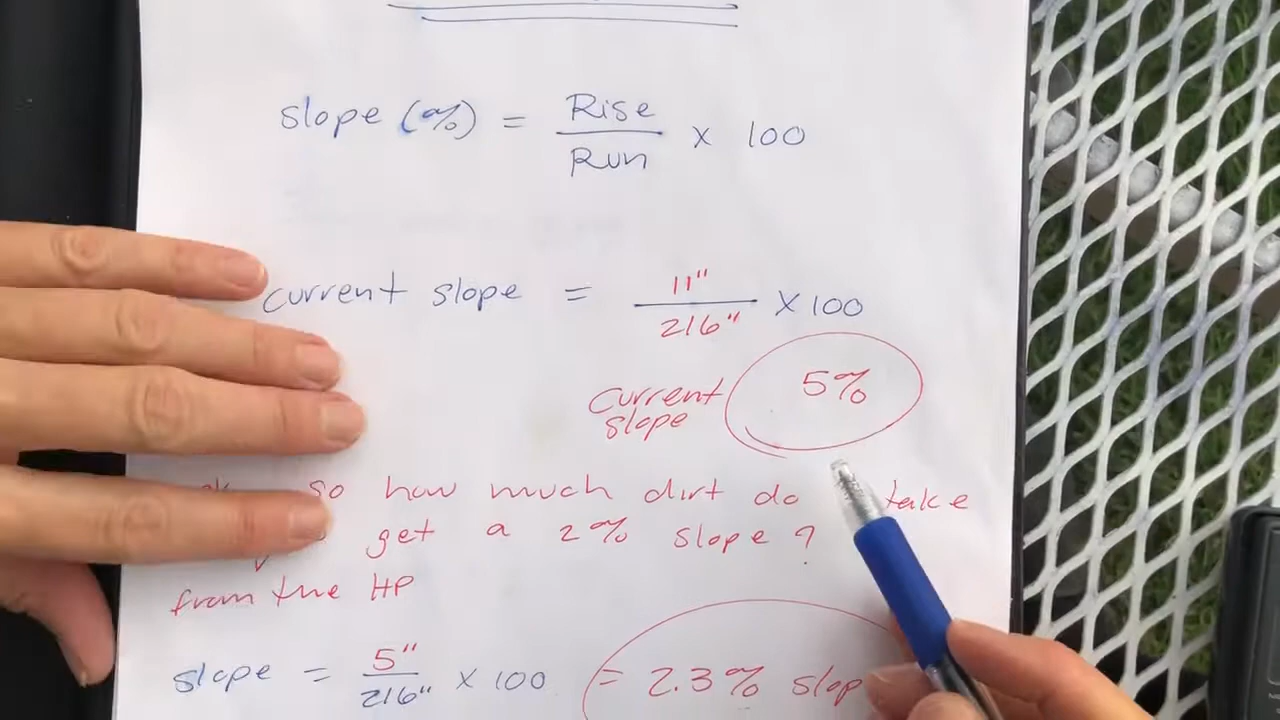 slope (%) = Rise / Run x 100
current slope = 11" / 216" x 100
current slope 5%
so how much dirt do take
get a 2% slope?
from the HP
slope = 5" / 216" x 100 = 2.3% slop